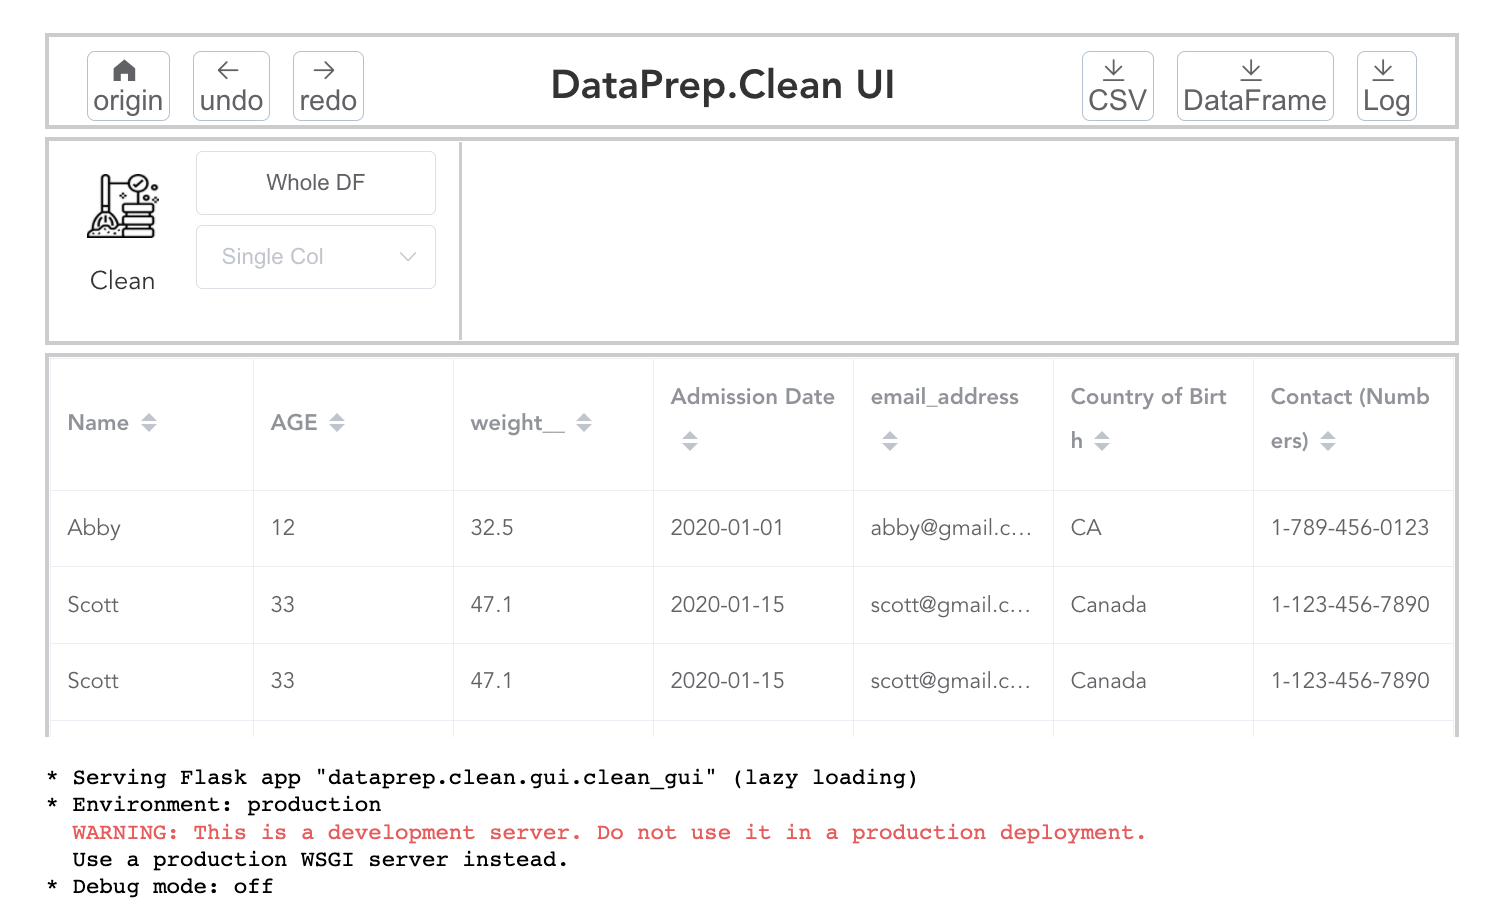 origin undo redo DataPrep.Clean UI CSV DataFrame Log
Whole DF
Single Col
Clean
Name AGE weight__ Admission Date email_address Country of Birt
h Contact (Numb
ers)
Abby 12 32.5 2020-01-01 abby@gmail.c... CA 1-789-456-0123
Scott 33 47.1 2020-01-15 scott@gmail.c... Canada 1-123-456-7890
Scott 33 47.1 2020-01-15 scott@gmail.c... Canada 1-123-456-7890
* Serving Flask app "dataprep.clean.gui.clean_gui" (lazy loading)
* Environment: production
WARNING: This is a development server. Do not use it in a production deployment.
Use a production WSGI server instead.
* Debug mode: off